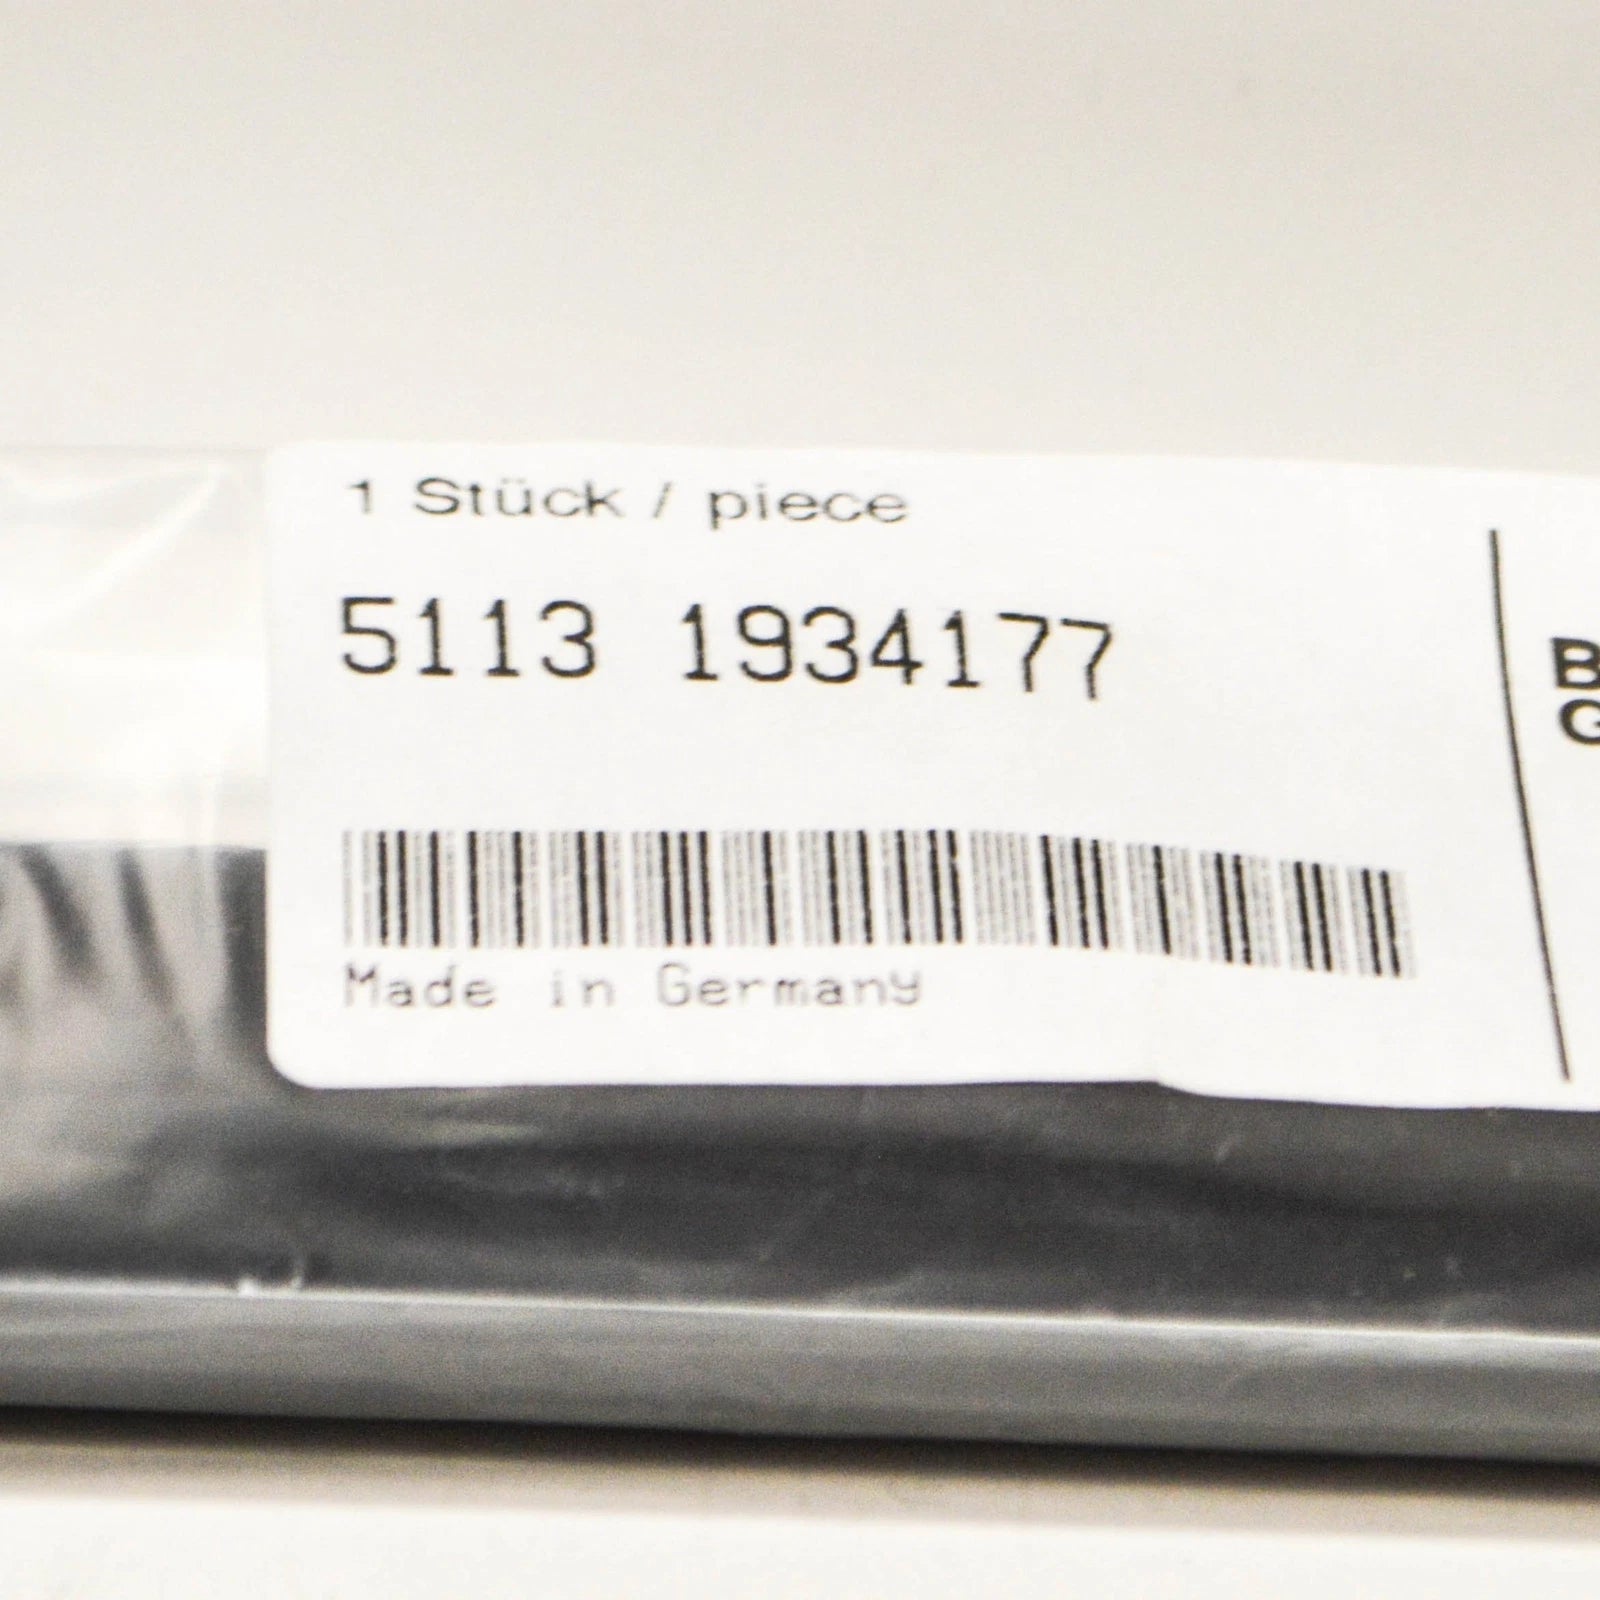 1 Stück / piece
5113 1934177
Made in Germany
B
G